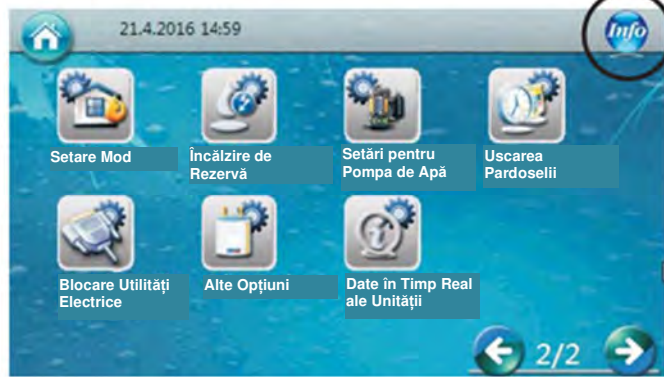 21.4.2016 14:59
Info
Setare Mod
Încălzire de
Rezervă
Setări pentru
Pompa de Apă
Uscarea
Pardoselii
Blocare Utilități
Electrice
Alte Opțiuni
Date în Timp Real
ale Unității
2/2